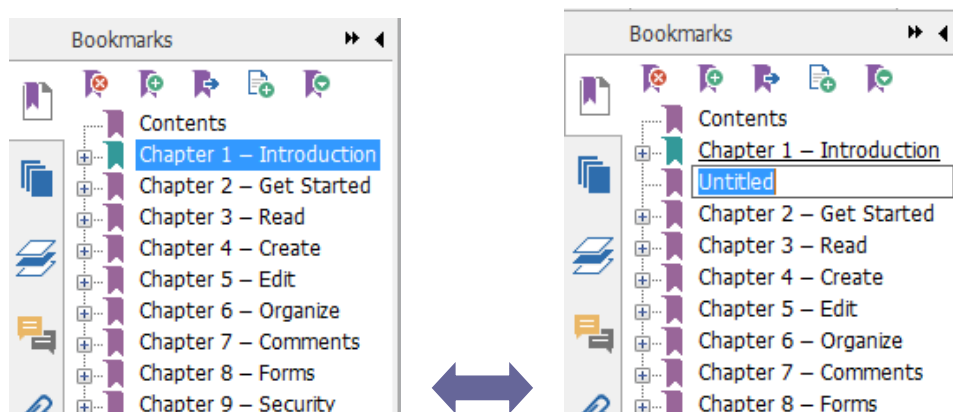 Bookmarks
Contents
Chapter 1 – Introduction
Chapter 2 – Get Started
Chapter 3 – Read
Chapter 4 – Create
Chapter 5 – Edit
Chapter 6 – Organize
Chapter 7 – Comments
Chapter 8 – Forms
Chapter 9 – Security
Bookmarks
Contents
Chapter 1 – Introduction
Untitled
Chapter 2 – Get Started
Chapter 3 – Read
Chapter 4 – Create
Chapter 5 – Edit
Chapter 6 – Organize
Chapter 7 – Comments
Chapter 8 – Forms